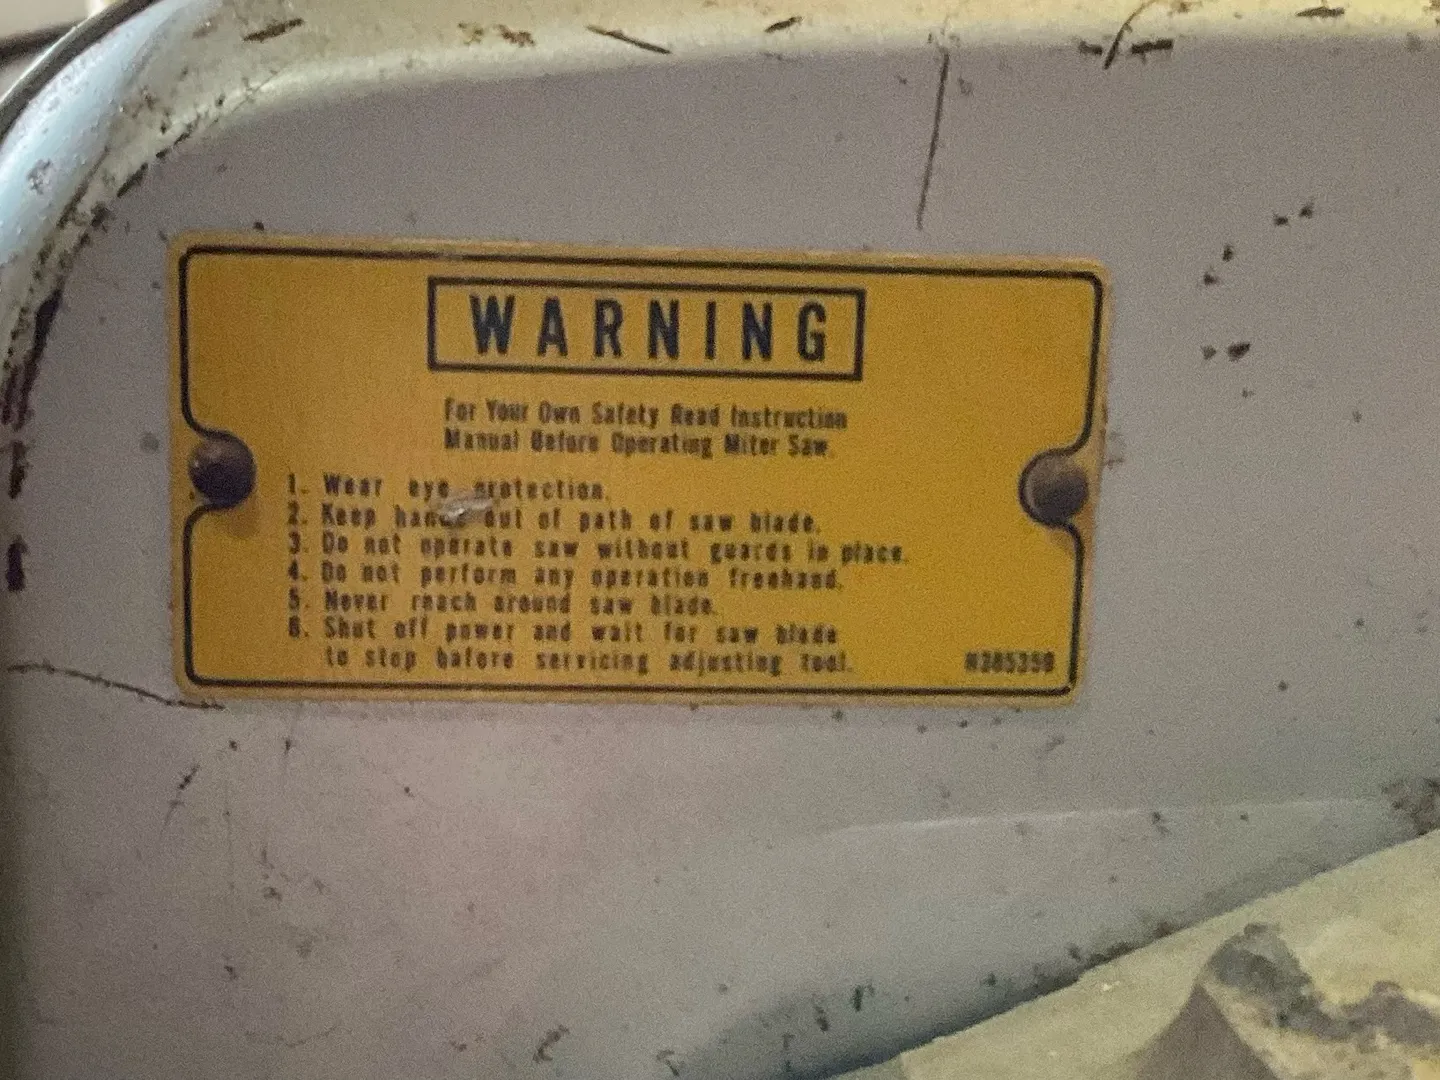 WARNING
For Your Own Safety Read Instruction
Manual Before Operating Miter Saw.
1. Wear eye protection.
2. Keep hands out of path of saw blade.
3. Do not operate saw without guards in place.
4. Do not perform any operation freehand.
5. Never reach around saw blade.
6. Shut off power and wait for saw blade
to stop before servicing adjusting tool.